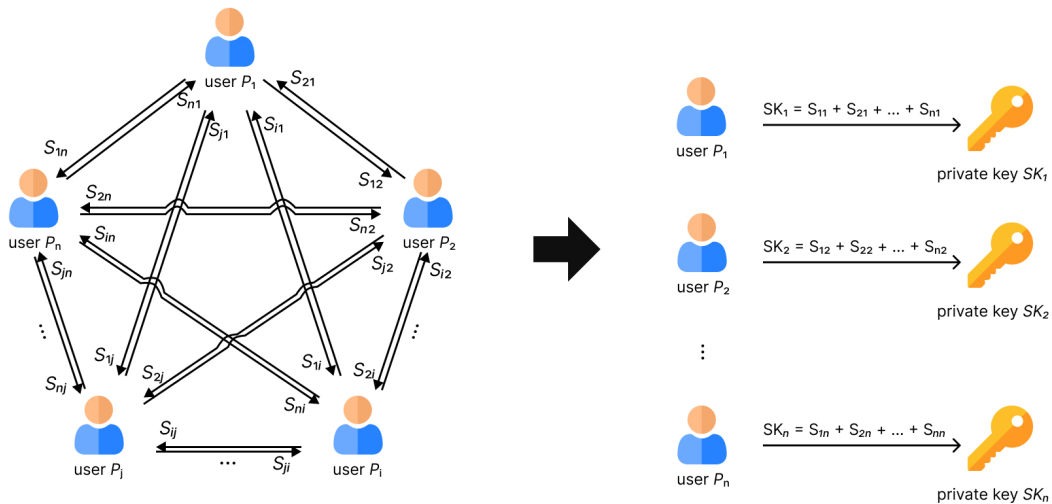 user P₁
S₂₁
Sₙ₁
S₁ₙ
Sⱼ₁
Sᵢ₁
S₁₂
S₂ₙ
Sₙ₂
user Pₙ
user P₂
Sᵢₙ
Sⱼₙ
Sⱼ₂
Sᵢ₂
⋮
⋮
S₁ⱼ
S₂ⱼ
S₁ᵢ
S₂ᵢ
Sₙⱼ
Sₙᵢ
Sᵢⱼ
...
Sⱼᵢ
user Pⱼ
user Pᵢ
SK₁ = S₁₁ + S₂₁ + ... + Sₙ₁
user P₁
private key SK₁
SK₂ = S₁₂ + S₂₂ + ... + Sₙ₂
user P₂
private key SK₂
⋮
SKₙ = S₁ₙ + S₂ₙ + ... + Sₙₙ
user Pₙ
private key SKₙ